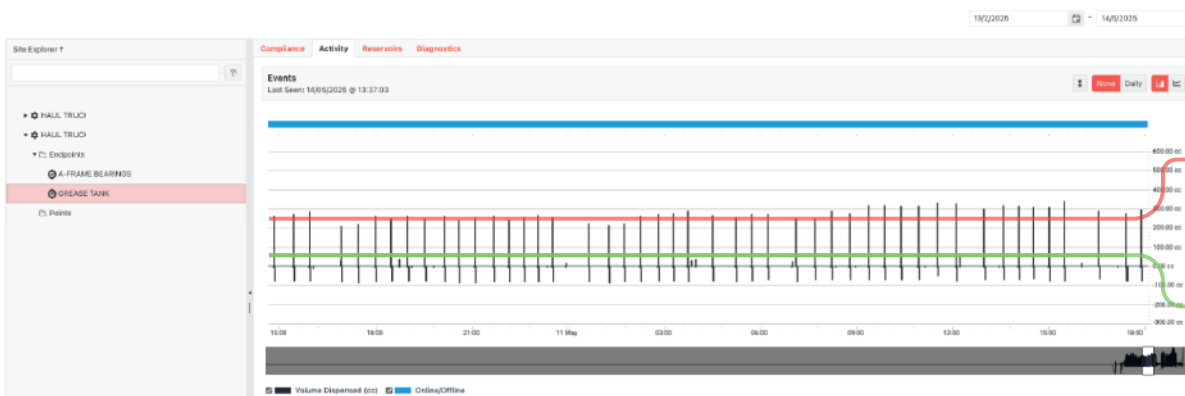 13/2/2025 - 14/5/2025
Site Explorer ↑
Compliance Activity Reservoirs Diagnostics
Events
Last Seen: 14/05/2025 @ 13:37:03
None Daily
HAUL TRUCK
HAUL TRUCK
Endpoints
A-FRAME BEARINGS
GREASE TANK
Points
600.00 cc
500.00 cc
400.00 cc
300.00 cc
200.00 cc
100.00 cc
0.00 cc
-100.00 cc
-200.00 cc
-300.00 cc
15:00 18:00 21:00 11 May 03:00 06:00 09:00 12:00 15:00 18:00
Volume Dispensed (cc) Online/Offline